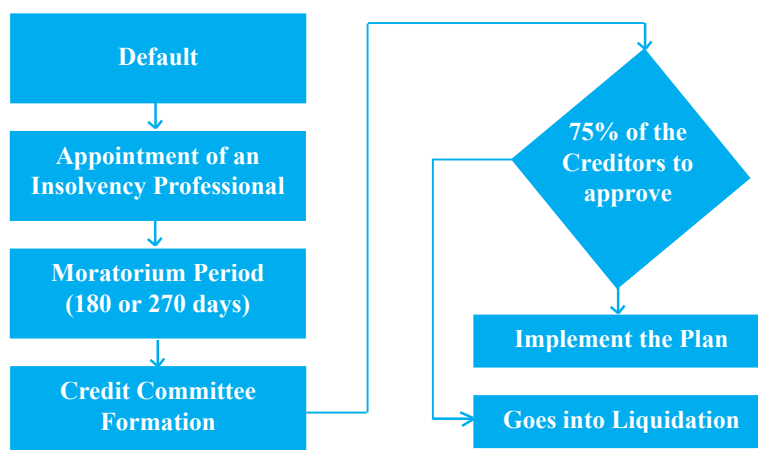 Default
Appointment of an
Insolvency Professional
Moratorium Period
(180 or 270 days)
Credit Committee
Formation
75% of the
Creditors to
approve
Implement the Plan
Goes into Liquidation